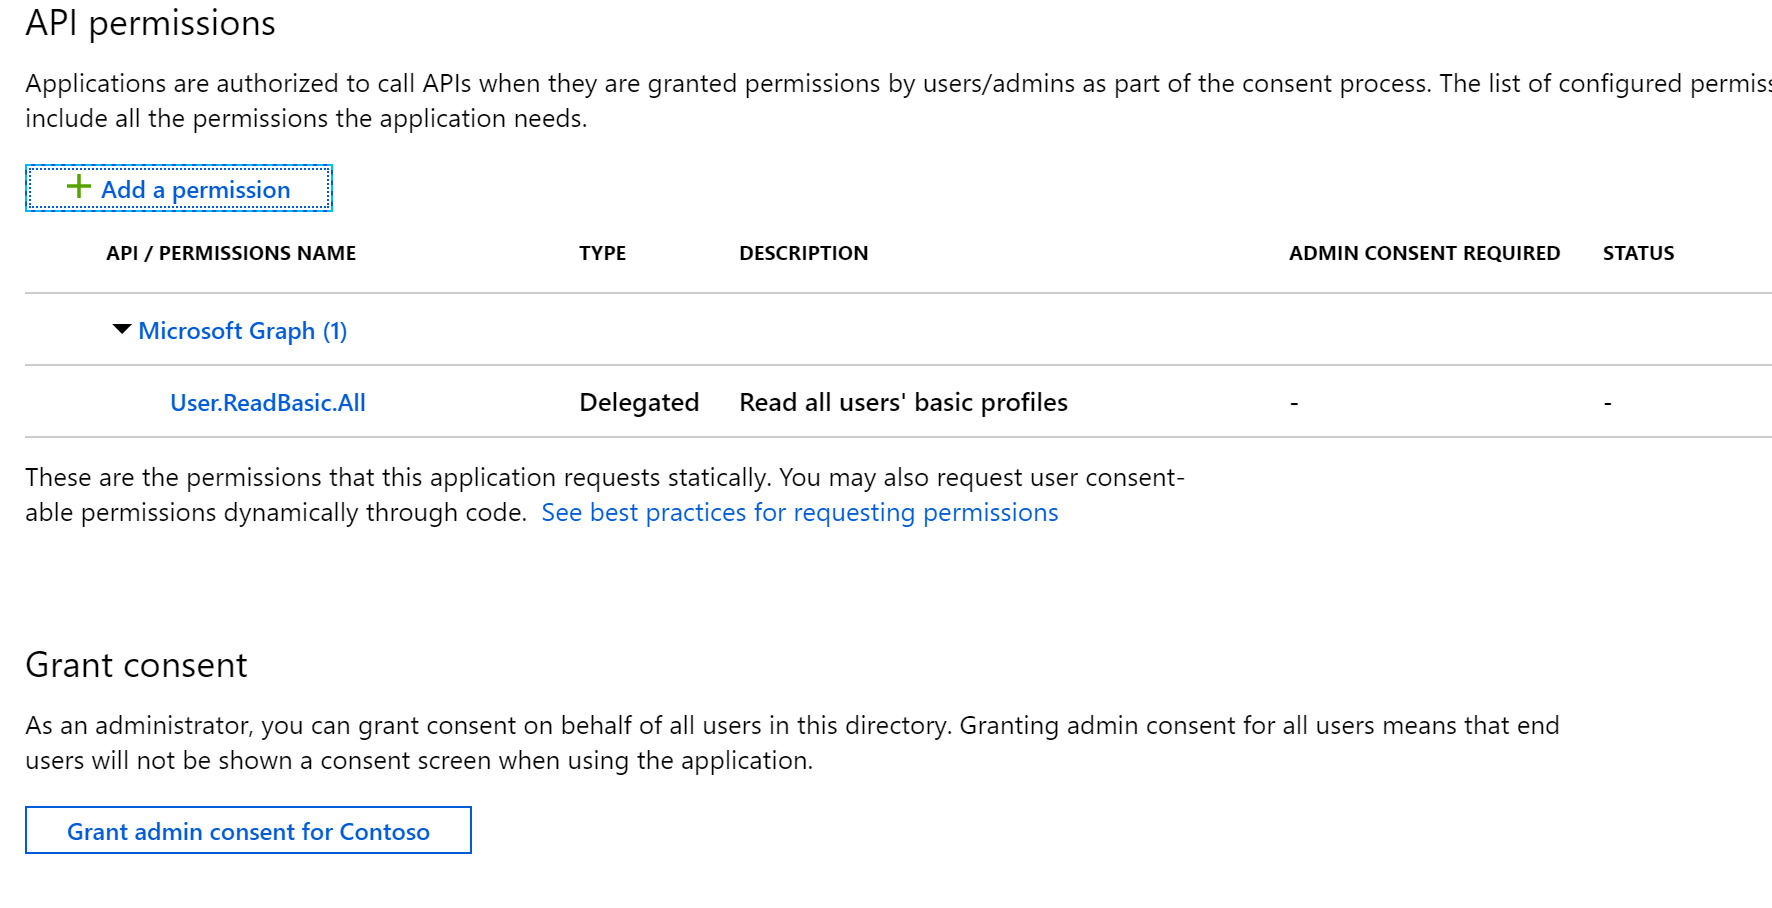 API permissions
Applications are authorized to call APIs when they are granted permissions by users/admins as part of the consent process. The list of configured
include all the permissions the application needs.
Add a permission
API / PERMISSIONS NAME TYPE DESCRIPTION ADMIN CONSENT REQUIRED STATUS
Microsoft Graph (1)
User.ReadBasic.All Delegated Read all users' basic profiles - -
These are the permissions that this application requests statically. You may also request user consent-
able permissions dynamically through code. See best practices for requesting permissions
Grant consent
As an administrator, you can grant consent on behalf of all users in this directory. Granting admin consent for all users means that end
users will not be shown a consent screen when using the application.
Grant admin consent for Contoso